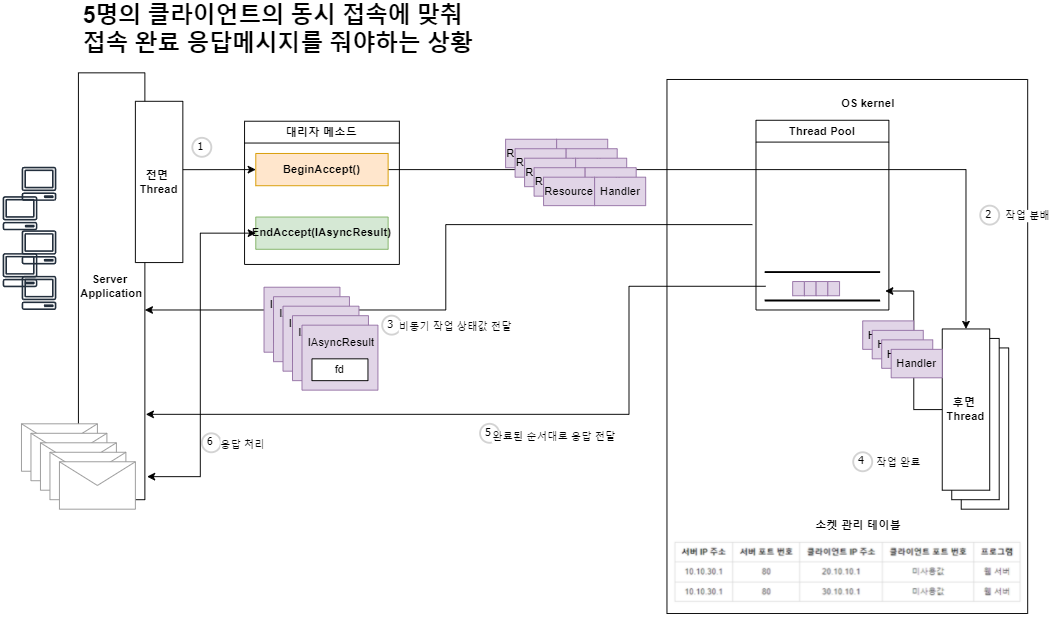 5명의 클라이언트의 동시 접속에 맞춰
접속 완료 응답메시지를 줘야하는 상황
OS kernel
대리자 메소드
Thread Pool
1
전면
Thread
BeginAccept()
R
R
R
R
Resource
Handler
2
작업 분배
EndAccept(IAsyncResult)
Server
Application
I
I
I
I
IAsyncResult
fd
3
비동기 작업 상태값 전달
H
H
H
Handler
후면
Thread
5
완료된 순서대로 응답 전달
6
응답 처리
4
작업 완료
소켓 관리 테이블
서버 IP 주소 서버 포트 번호 클라이언트 IP 주소 클라이언트 포트 번호 프로그램
10.10.30.1 80 20.10.10.1 미사용값 웹 서버
10.10.30.1 80 30.10.10.1 미사용값 웹 서버